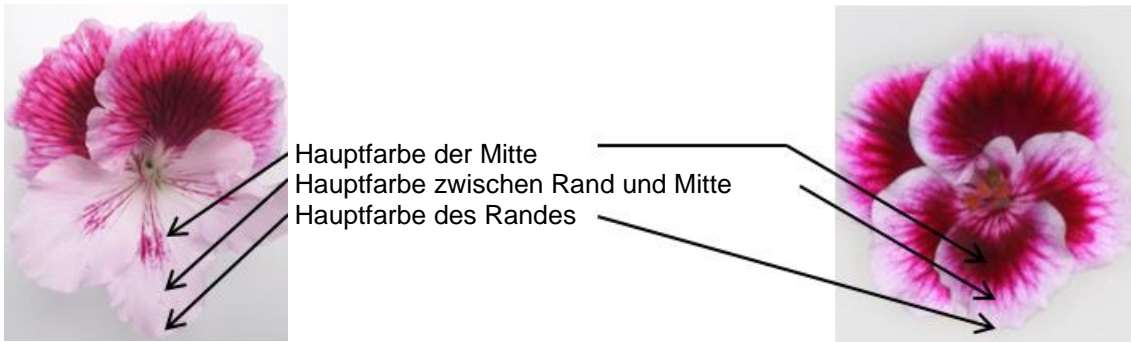 Hauptfarbe der Mitte
Hauptfarbe zwischen Rand und Mitte
Hauptfarbe des Randes